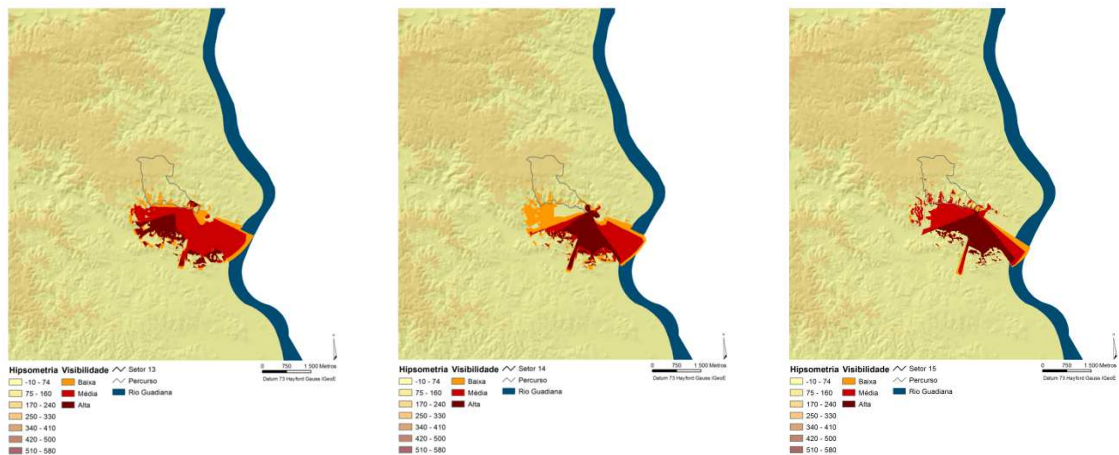 Hipsometria Visibilidade Setor 13
-10 - 74 Baixa Percurso
75 - 160 Média Rio Guadiana
170 - 240 Alta
250 - 330
340 - 410
420 - 500
510 - 580
0 750 1 500 Metros
Datum 73 Hayford Gauss IGeoE
Hipsometria Visibilidade Setor 14
-10 - 74 Baixa Percurso
75 - 160 Média Rio Guadiana
170 - 240 Alta
250 - 330
340 - 410
420 - 500
510 - 580
0 750 1 500 Metros
Datum 73 Hayford Gauss IGeoE
Hipsometria Visibilidade Setor 15
-10 - 74 Baixa Percurso
75 - 160 Média Rio Guadiana
170 - 240 Alta
250 - 330
340 - 410
420 - 500
510 - 580
0 750 1 500 Metros
Datum 73 Hayford Gauss IGeoE